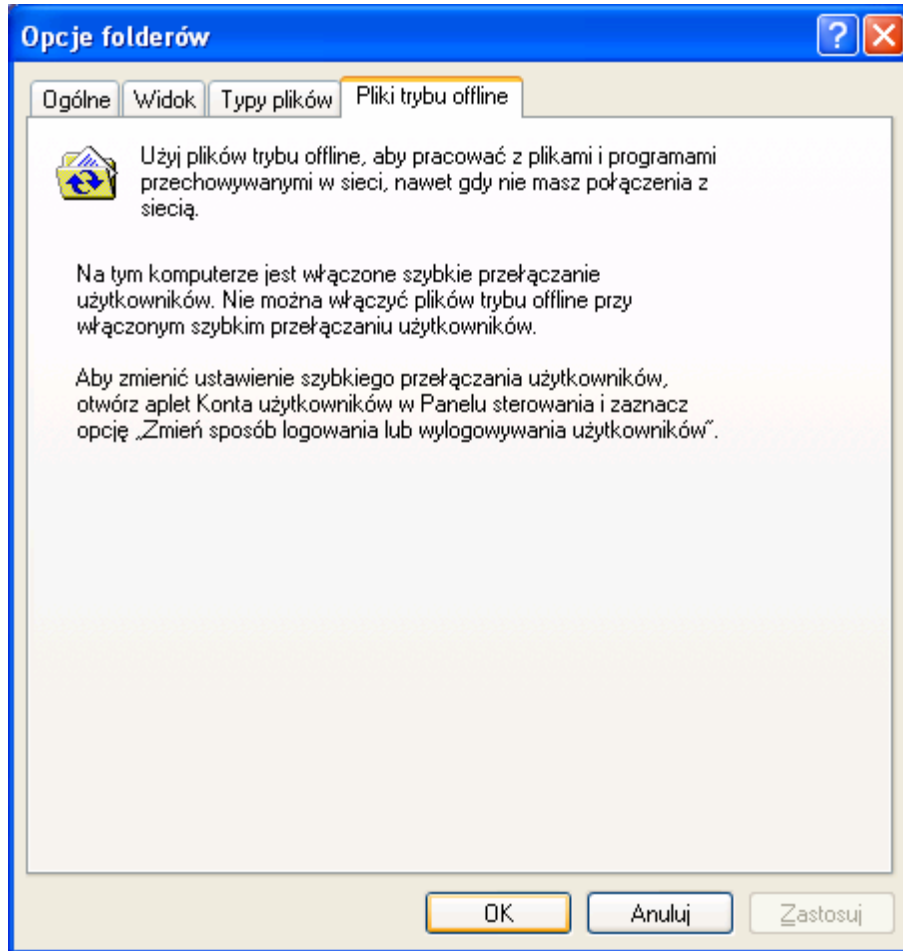 Opcje folderów
Ogólne Widok Typy plików Pliki trybu offline
Użyj plików trybu offline, aby pracować z plikami i programami
przechowywanymi w sieci, nawet gdy nie masz połączenia z
siecią.
Na tym komputerze jest włączone szybkie przełączanie
użytkowników. Nie można włączyć plików trybu offline przy
włączonym szybkim przełączaniu użytkowników.
Aby zmienić ustawienie szybkiego przełączania użytkowników,
otwórz aplet Konta użytkowników w Panelu sterowania i zaznacz
opcję „Zmień sposób logowania lub wylogowywania użytkowników”.
OK Anuluj Zastosuj